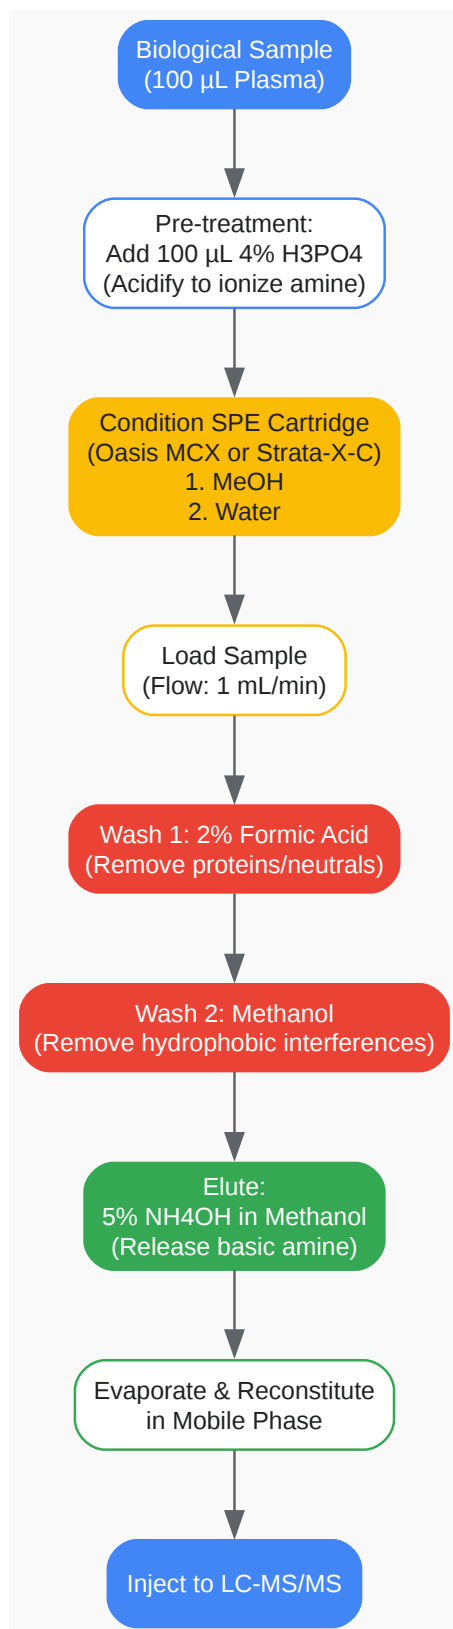 Biological Sample
(100 µL Plasma)
Pre-treatment:
Add 100 µL 4% H3PO4
(Acidify to ionize amine)
Condition SPE Cartridge
(Oasis MCX or Strata-X-C)
1. MeOH
2. Water
Load Sample
(Flow: 1 mL/min)
Wash 1: 2% Formic Acid
(Remove proteins/neutrals)
Wash 2: Methanol
(Remove hydrophobic interferences)
Elute:
5% NH4OH in Methanol
(Release basic amine)
Evaporate & Reconstitute
in Mobile Phase
Inject to LC-MS/MS